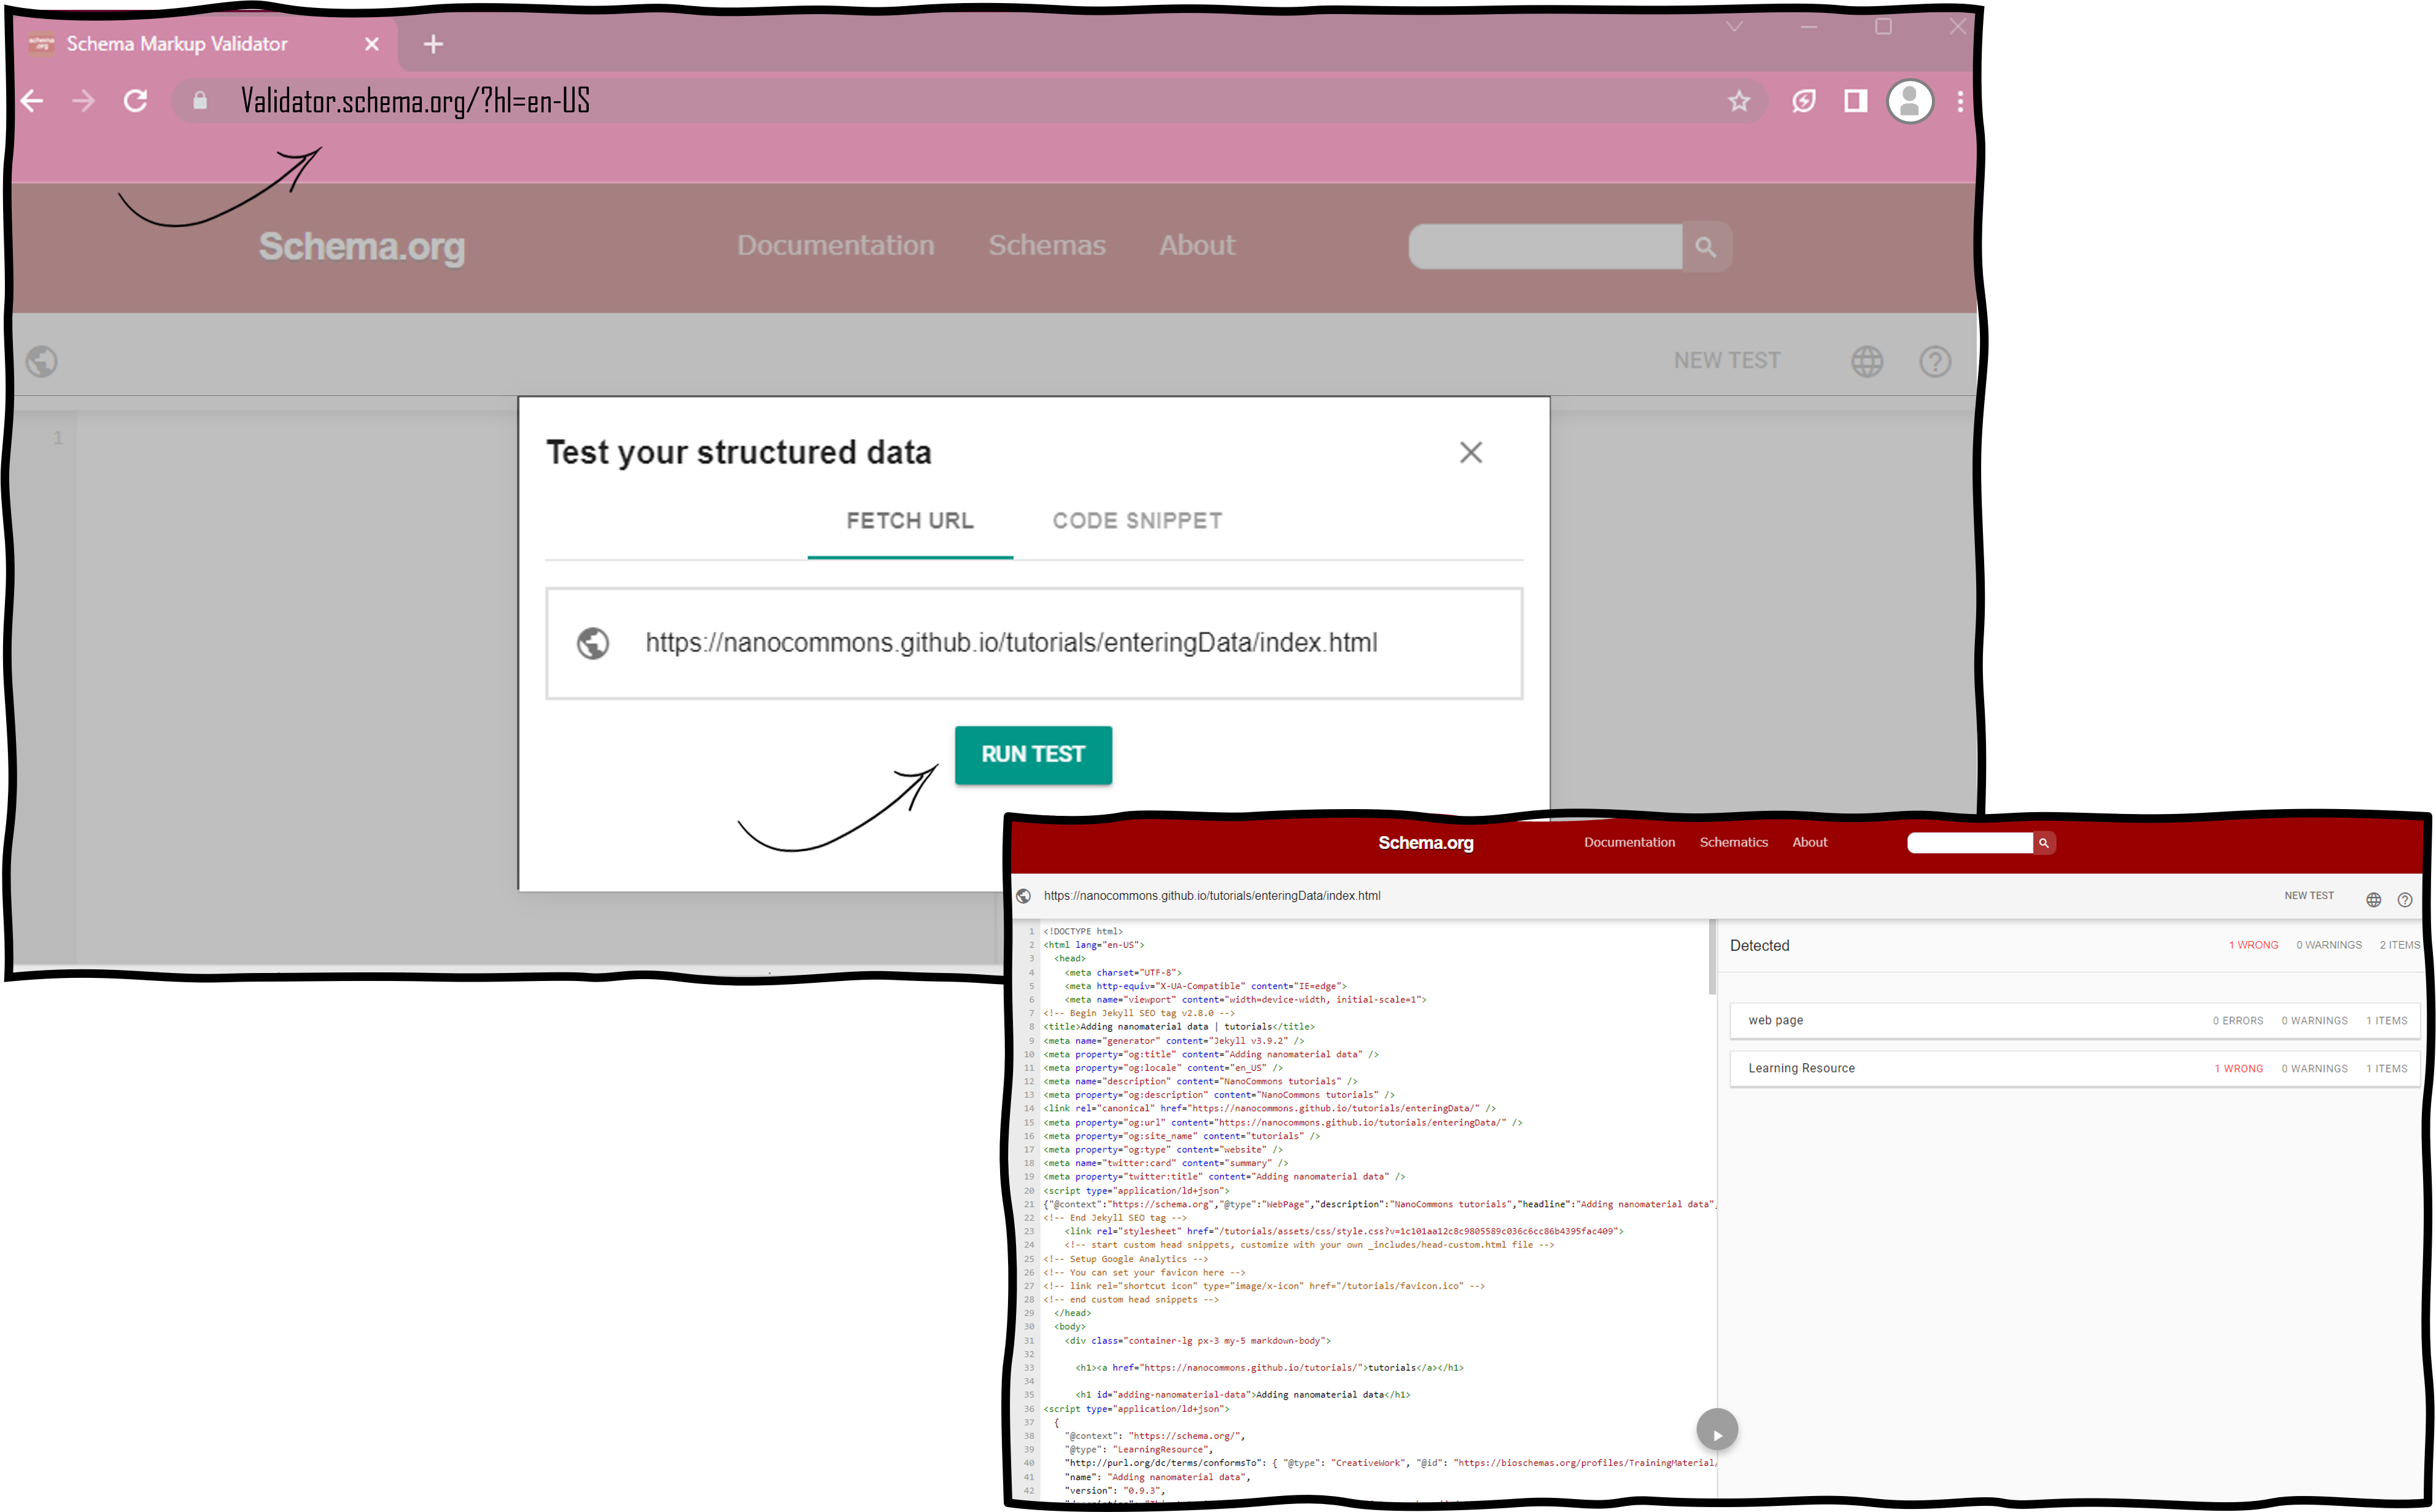 Schema Markup Validator
Validator.schema.org/?hl=en-US
Schema.org Documentation Schemas About
NEW TEST
1
Test your structured data
FETCH URL CODE SNIPPET
https://nanocommons.github.io/tutorials/enteringData/index.html
RUN TEST
Schema.org Documentation Schematics About
https://nanocommons.github.io/tutorials/enteringData/index.html NEW TEST
1 <!DOCTYPE html>
2 <html lang="en-US">
3 <head>
4 <meta charset="UTF-8">
5 <meta http-equiv="X-UA-Compatible" content="IE=edge">
6 <meta name="viewport" content="width=device-width, initial-scale=1">
7 <!-- Begin Jekyll SEO tag v2.8.0 -->
8 <title>Adding nanomaterial data | tutorials</title>
9 <meta name="generator" content="Jekyll v3.9.2" />
10 <meta property="og:title" content="Adding nanomaterial data" />
11 <meta property="og:locale" content="en_US" />
12 <meta name="description" content="NanoCommons tutorials" />
13 <meta property="og:description" content="NanoCommons tutorials" />
14 <link rel="canonical" href="https://nanocommons.github.io/tutorials/enteringData/" />
15 <meta property="og:url" content="https://nanocommons.github.io/tutorials/enteringData/" />
16 <meta property="og:site_name" content="tutorials" />
17 <meta property="og:type" content="website" />
18 <meta name="twitter:card" content="summary" />
19 <meta property="twitter:title" content="Adding nanomaterial data" />
20 <script type="application/ld+json">
21 {"@context":"https://schema.org","@type":"WebPage","description":"NanoCommons tutorials","headline":"Adding nanomaterial data"
22 <!-- End Jekyll SEO tag -->
23 <link rel="stylesheet" href="/tutorials/assets/css/style.css?v=1c101aa12c8c9805589c036c6cc86b4395fac409">
24 <!-- start custom head snippets, customize with your own _includes/head-custom.html file -->
25 <!-- Setup Google Analytics -->
26 <!-- You can set your favicon here -->
27 <!-- link rel="shortcut icon" type="image/x-icon" href="/tutorials/favicon.ico" -->
28 <!-- end custom head snippets -->
29 </head>
30 <body>
31 <div class="container-lg px-3 my-5 markdown-body">
32
33 <h1><a href="https://nanocommons.github.io/tutorials/">tutorials</a></h1>
34
35 <h1 id="adding-nanomaterial-data">Adding nanomaterial data</h1>
36 <script type="application/ld+json">
37 {
38 "@context": "https://schema.org/",
39 "@type": "LearningResource",
40 "http://purl.org/dc/terms/conformsTo": { "@type": "CreativeWork", "@id": "https://bioschemas.org/profiles/TrainingMaterial/
41 "name": "Adding nanomaterial data",
42 "version": "0.9.3",
Detected 1 WRONG 0 WARNINGS 2 ITEMS
web page 0 ERRORS 0 WARNINGS 1 ITEMS
Learning Resource 1 WRONG 0 WARNINGS 1 ITEMS